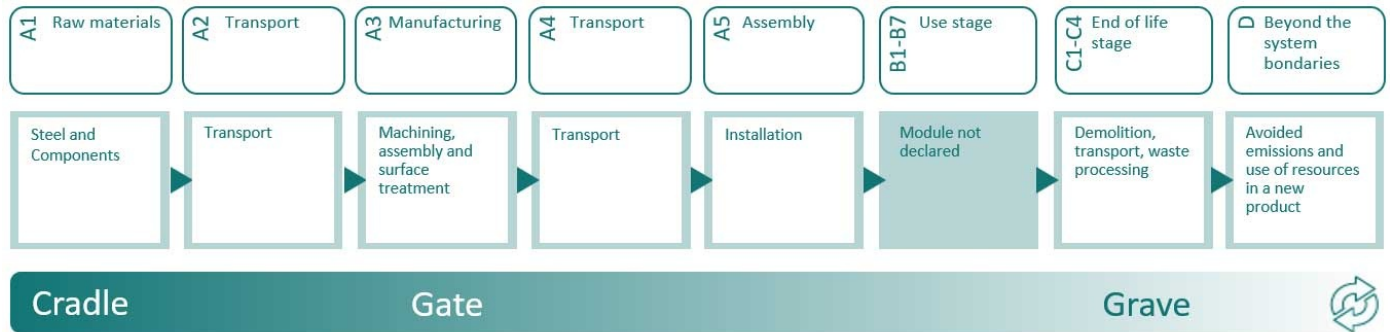 A1 Raw materials
A2 Transport
A3 Manufacturing
A4 Transport
A5 Assembly
B1-B7 Use stage
C1-C4 End of life
stage
D Beyond the
system
bondaries
Steel and
Components
Transport
Machining,
assembly and
surface
treatment
Transport
Installation
Module not
declared
Demolition,
transport, waste
processing
Avoided
emissions and
use of resources
in a new
product
Cradle
Gate
Grave